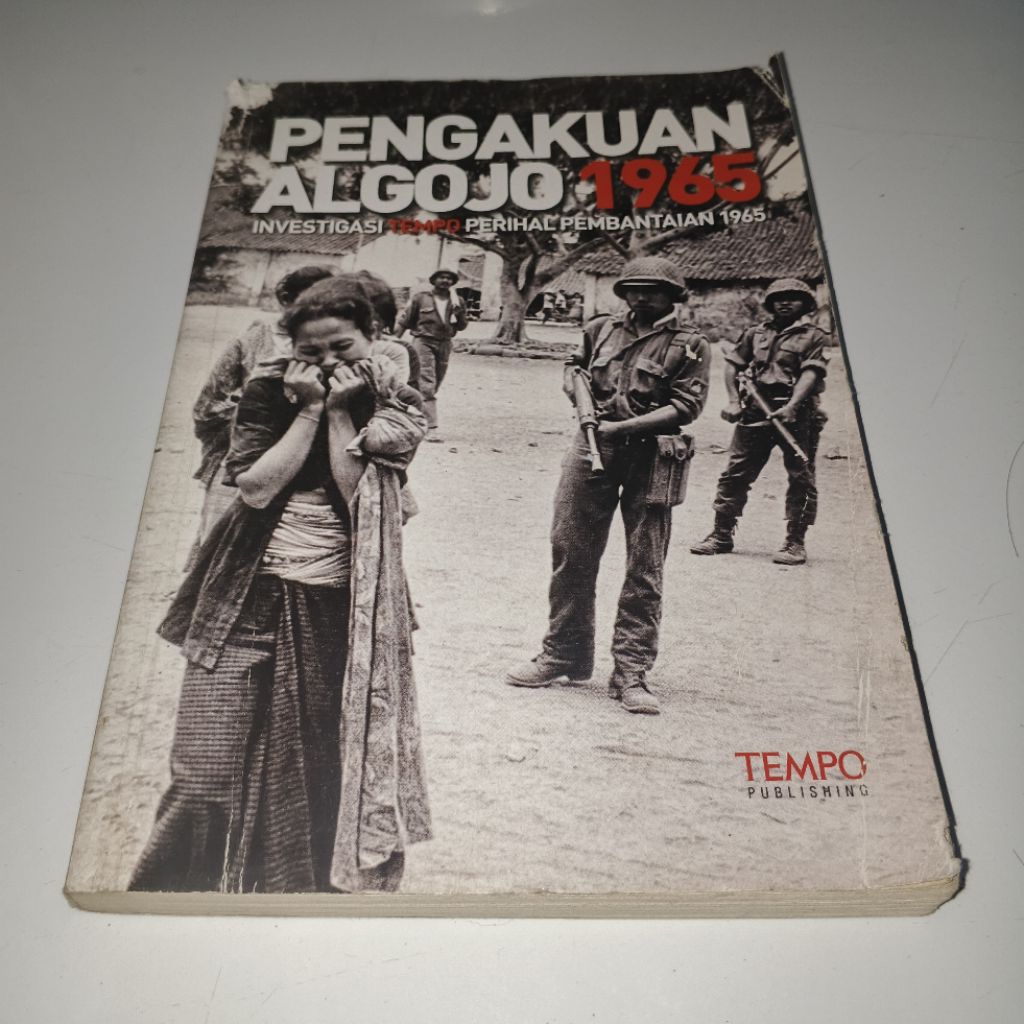 PENGAKUAN
ALGOJO 1965
INVESTIGASI TEMPO PERIHAL PEMBANTAIAN 1965
TEMPO
PUBLISHING